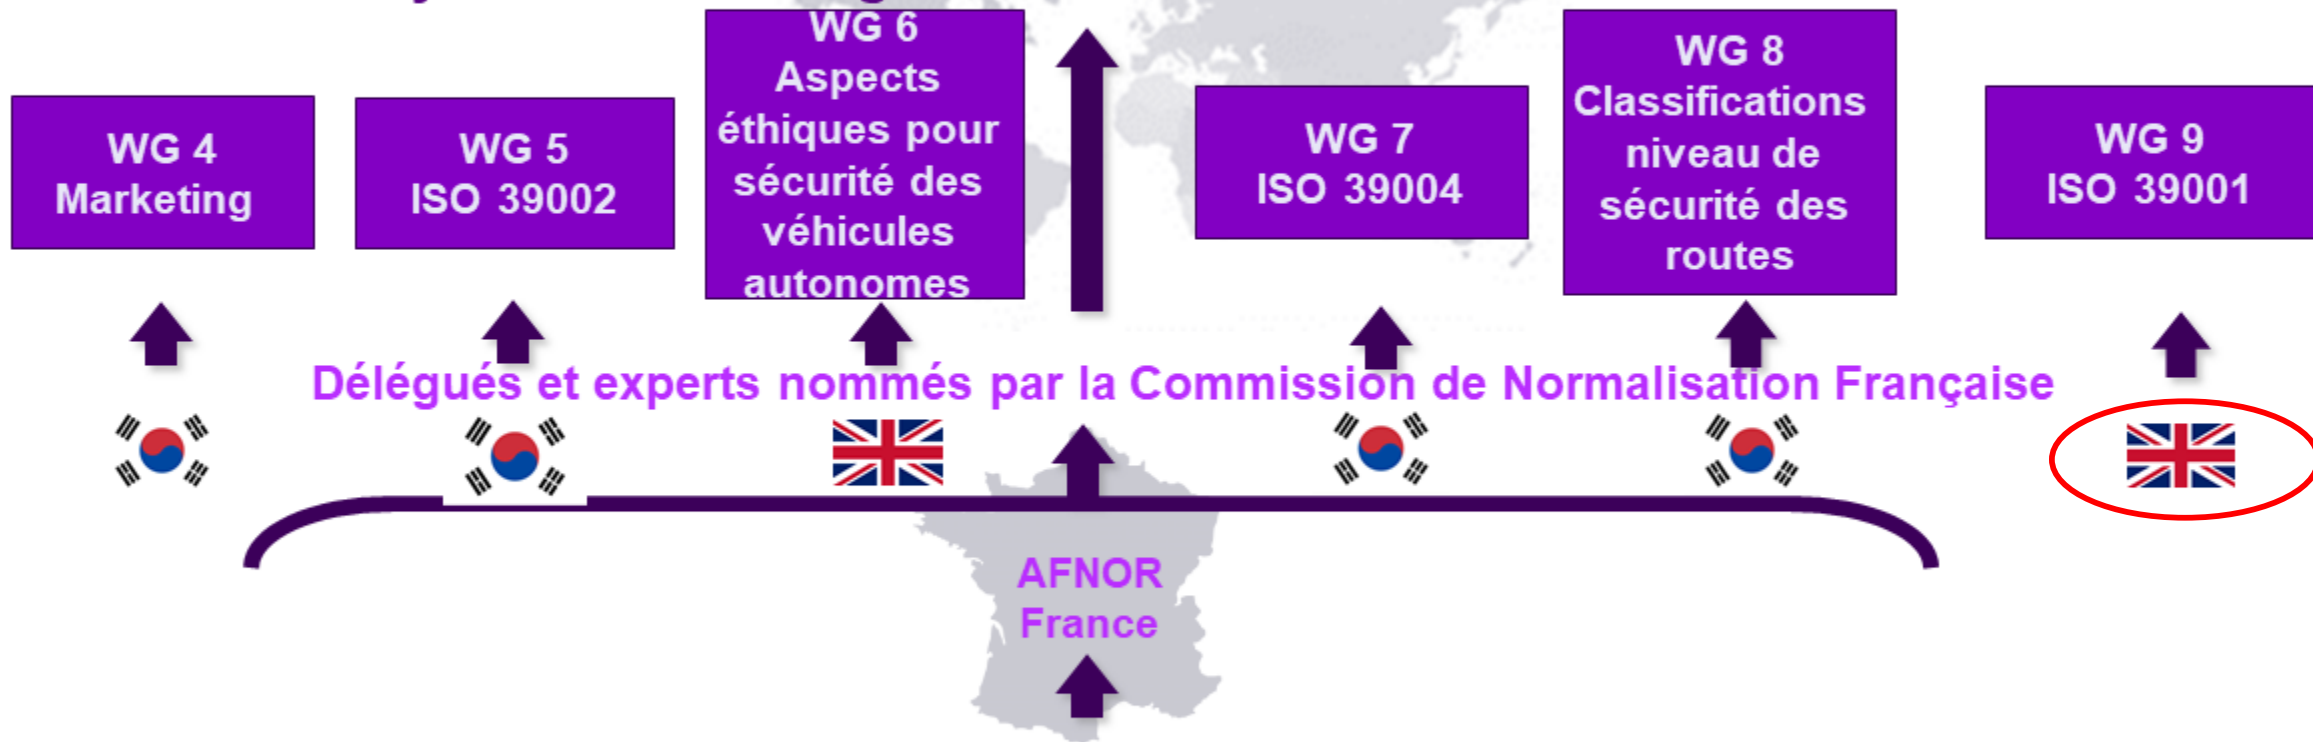 WG 4
Marketing
WG 5
ISO 39002
WG 6
Aspects
éthiques pour
sécurité des
véhicules
autonomes
WG 7
ISO 39004
WG 8
Classifications
niveau de
sécurité des
routes
WG 9
ISO 39001
Délégués et experts nommés par la Commission de Normalisation Française
AFNOR
France